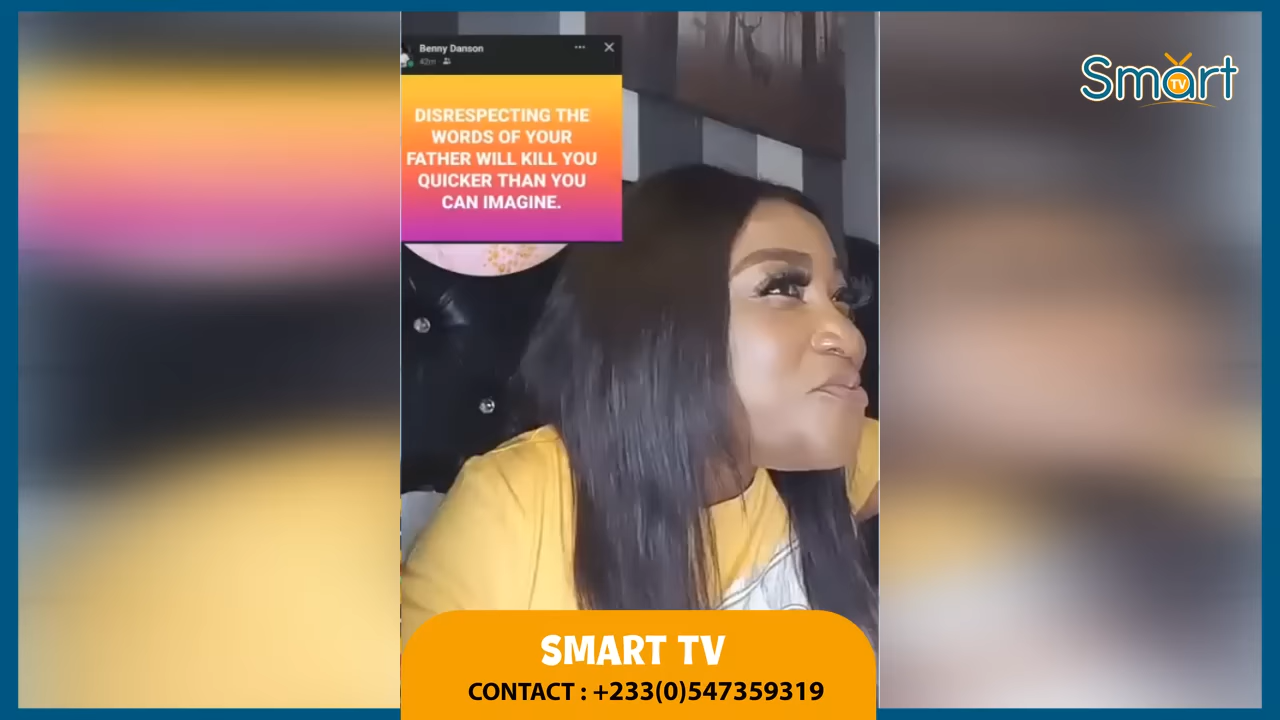 Benny Danson
42m
DISRESPECTING THE
WORDS OF YOUR
FATHER WILL KILL YOU
QUICKER THAN YOU
CAN IMAGINE.
Smart
TV
SMART TV
CONTACT : +233(0)547359319